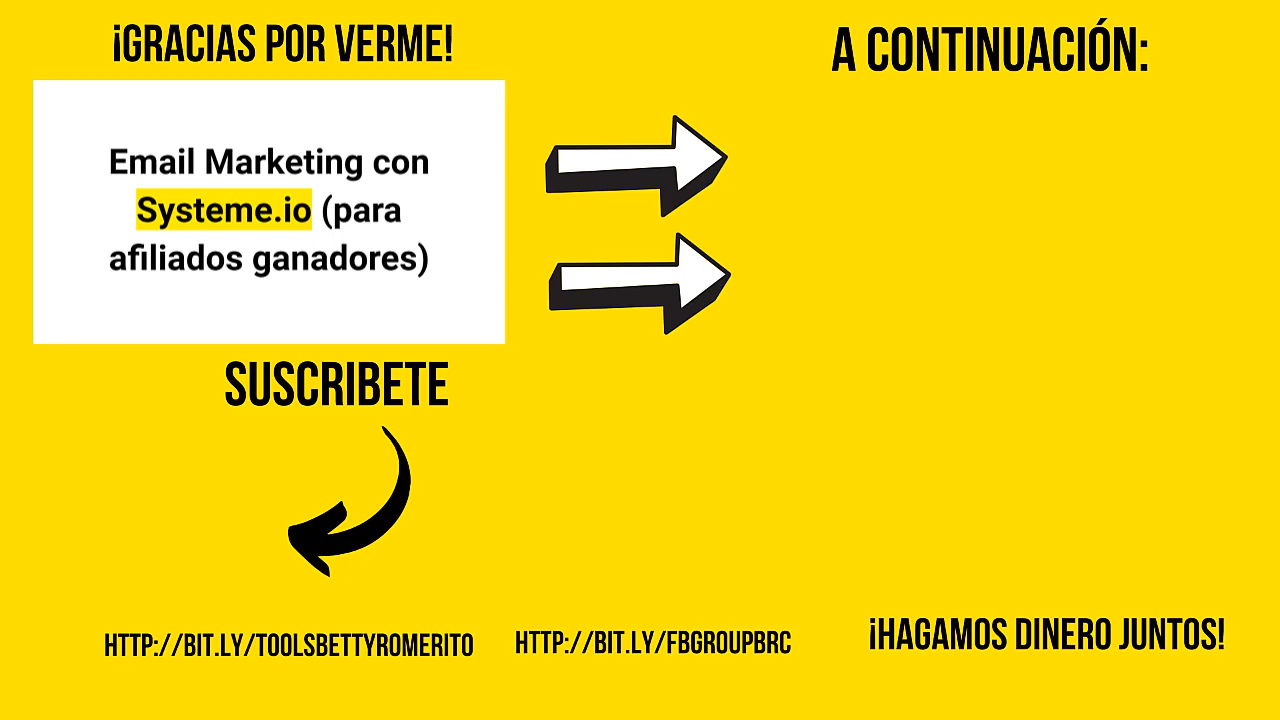 ¡GRACIAS POR VERME!
A CONTINUACIÓN:
Email Marketing con
Systeme.io (para
afiliados ganadores)
SUSCRIBETE
HTTP://BIT.LY/TOOLSBETTYROMERITO
HTTP://BIT.LY/FBGROUPBRC
¡HAGAMOS DINERO JUNTOS!